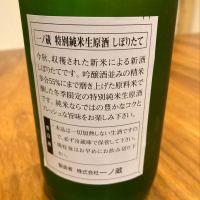 一ノ蔵 特別純米生原酒 しぼりたて
今秋、収穫された新米による新酒
しぼりたてです。吟醸酒並みの精米
歩合55%にまで磨き上げた原料米で
醸した冬季限定の特別純米生原酒
です。純米ならではの豊かなコクと
フレッシュな旨味をお楽しみ下さい。
本品は一切加熱しない生酒ですの
で、必ず冷蔵庫で保管して下さい。
開栓後はお早めにお飲み切り下さ
い。
製造者 株式会社一ノ蔵